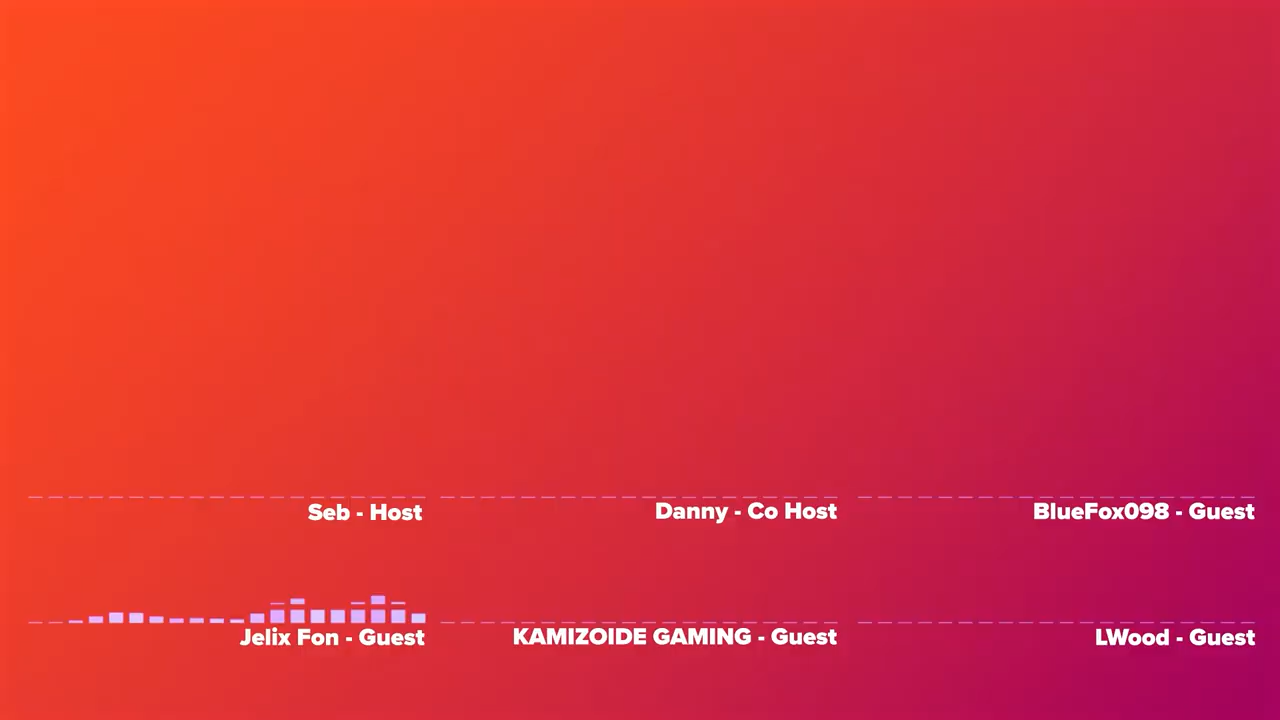 Seb - Host
Danny - Co Host
BlueFox098 - Guest
Jelix Fon - Guest
KAMIZOIDE GAMING - Guest
LWood - Guest